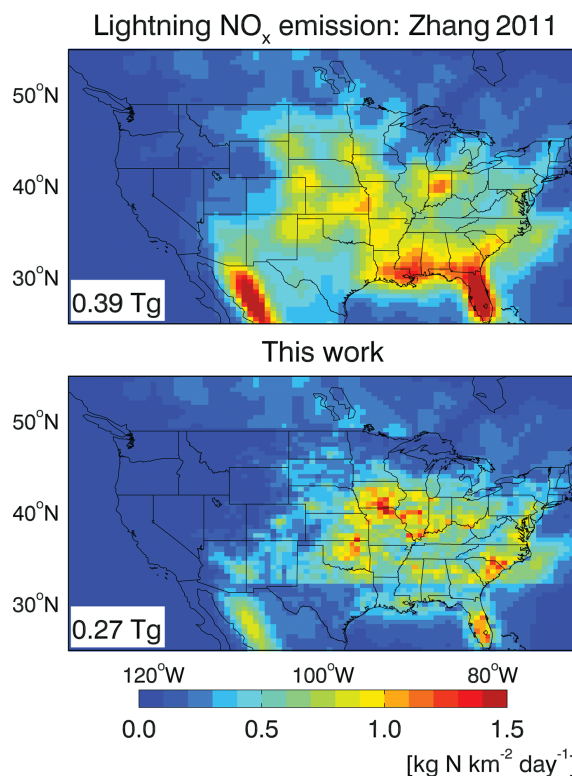 Lightning NOx emission: Zhang 2011
50°N
40°N
30°N
0.39 Tg
This work
50°N
40°N
30°N
0.27 Tg
120°W 100°W 80°W
0.0 0.5 1.0 1.5
[kg N km-2 day-1]